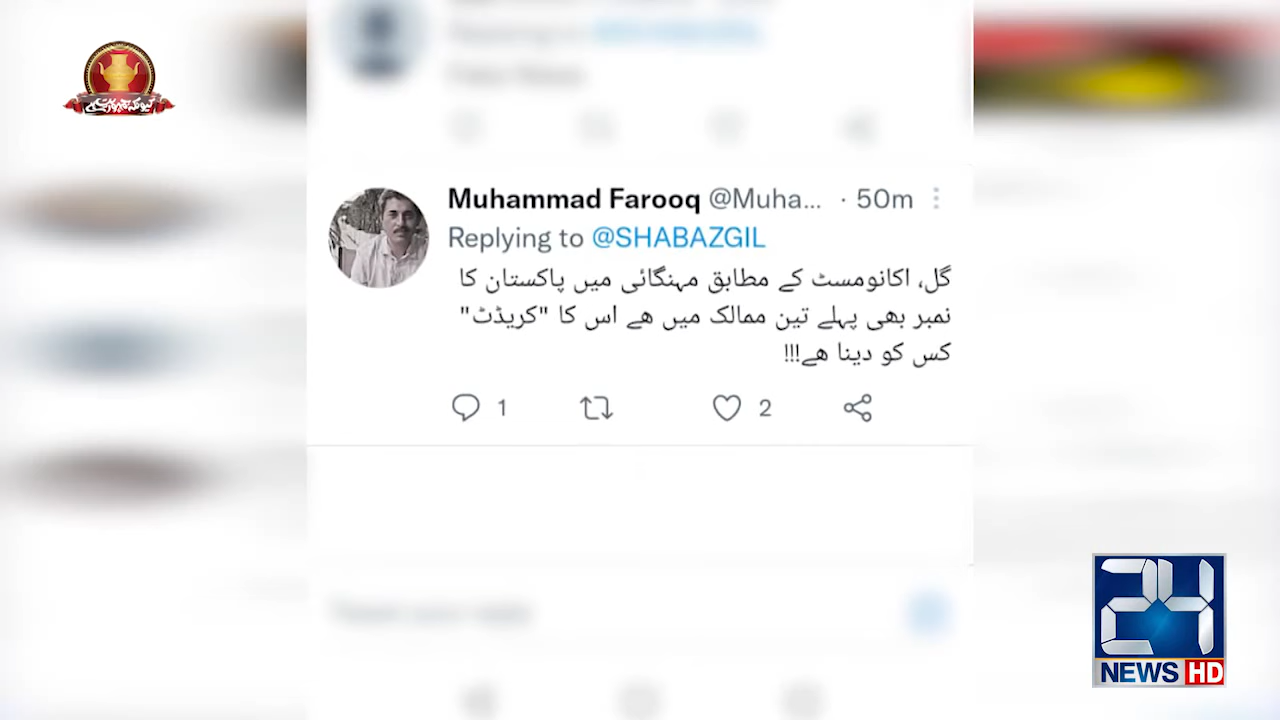 Muhammad Farooq @Muha... · 50m
Replying to @SHABAZGIL
گل، اکانومسٹ کے مطابق مہنگائی میں پاکستان کا
نمبر بھی پہلے تین ممالک میں ھے اس کا "کریڈٹ"
کس کو دینا ھے!!!
1 2
24
NEWS HD